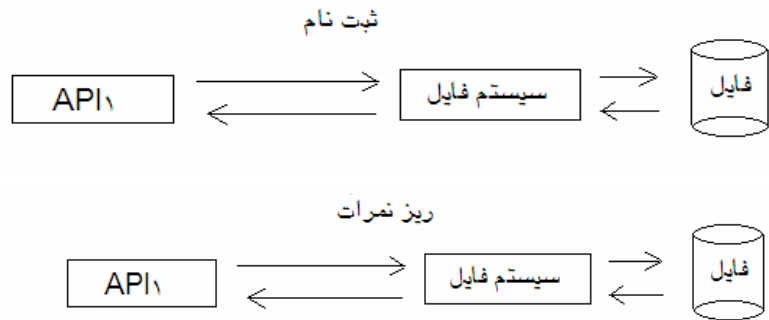 ثبت نام
API۱
سیستم فایل
فایل
ریز نمرات
API۱
سیستم فایل
فایل